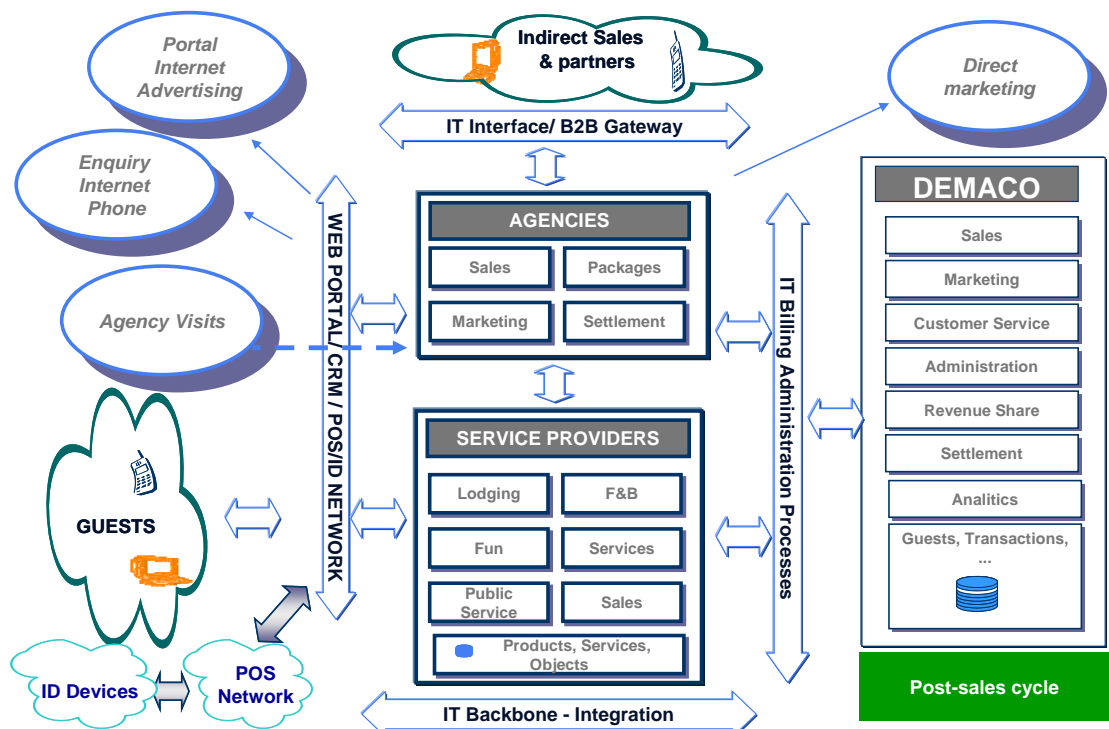 Portal
Internet
Advertising
Indirect Sales
& partners
Direct
marketing
IT Interface/ B2B Gateway
Enquiry
Internet
Phone
Agency Visits
WEB PORTAL/ CRM / POS/ID NETWORK
AGENCIES
Sales
Packages
Marketing
Settlement
SERVICE PROVIDERS
Lodging
F&B
Fun
Services
Public
Service
Sales
Products, Services,
Objects
IT Billing Administration Processes
DEMACO
Sales
Marketing
Customer Service
Administration
Revenue Share
Settlement
Analitics
Guests, Transactions,
...
Post-sales cycle
GUESTS
ID Devices
POS
Network
IT Backbone - Integration